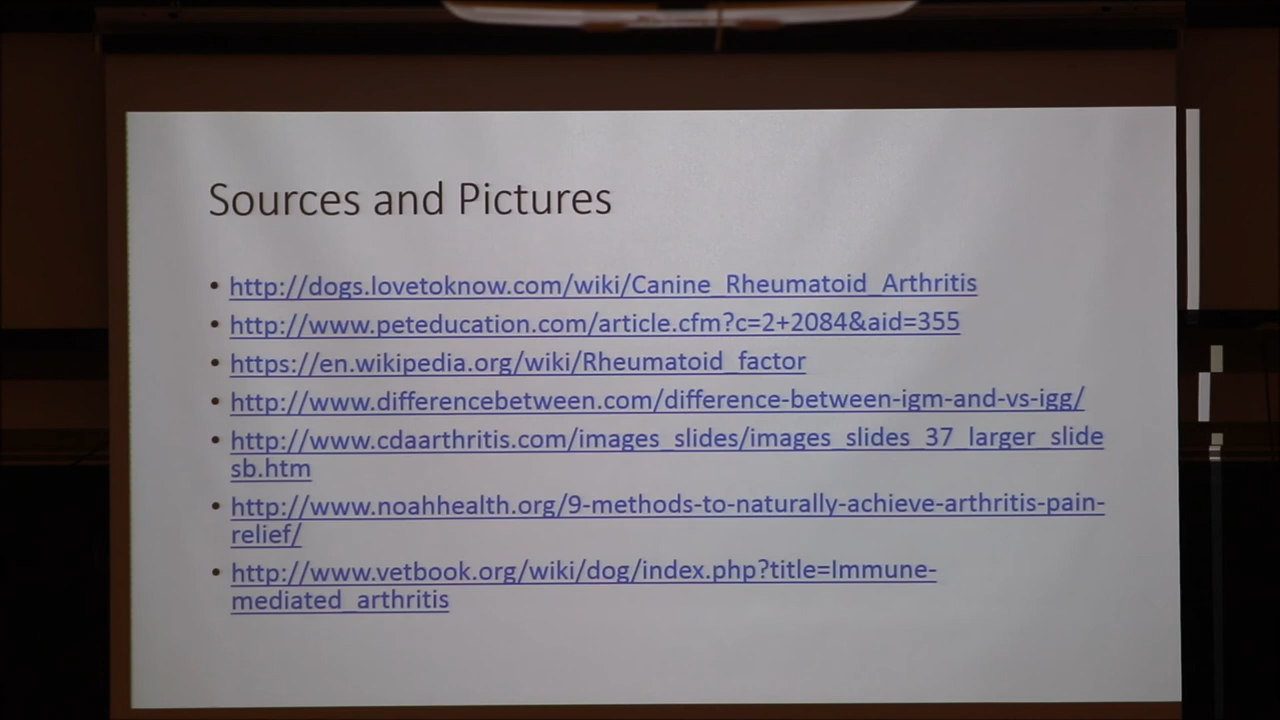 Sources and Pictures
• http://dogs.lovetoknow.com/wiki/Canine_Rheumatoid_Arthritis
• http://www.peteducation.com/article.cfm?c=2+2084&aid=355
• https://en.wikipedia.org/wiki/Rheumatoid_factor
• http://www.differencebetween.com/difference-between-igm-and-vs-igg/
• http://www.cdaarthritis.com/images_slides/images_slides_37_larger_slide
sb.htm
• http://www.noahhealth.org/9-methods-to-naturally-achieve-arthritis-pain-
relief/
• http://www.vetbook.org/wiki/dog/index.php?title=Immune-
mediated_arthritis